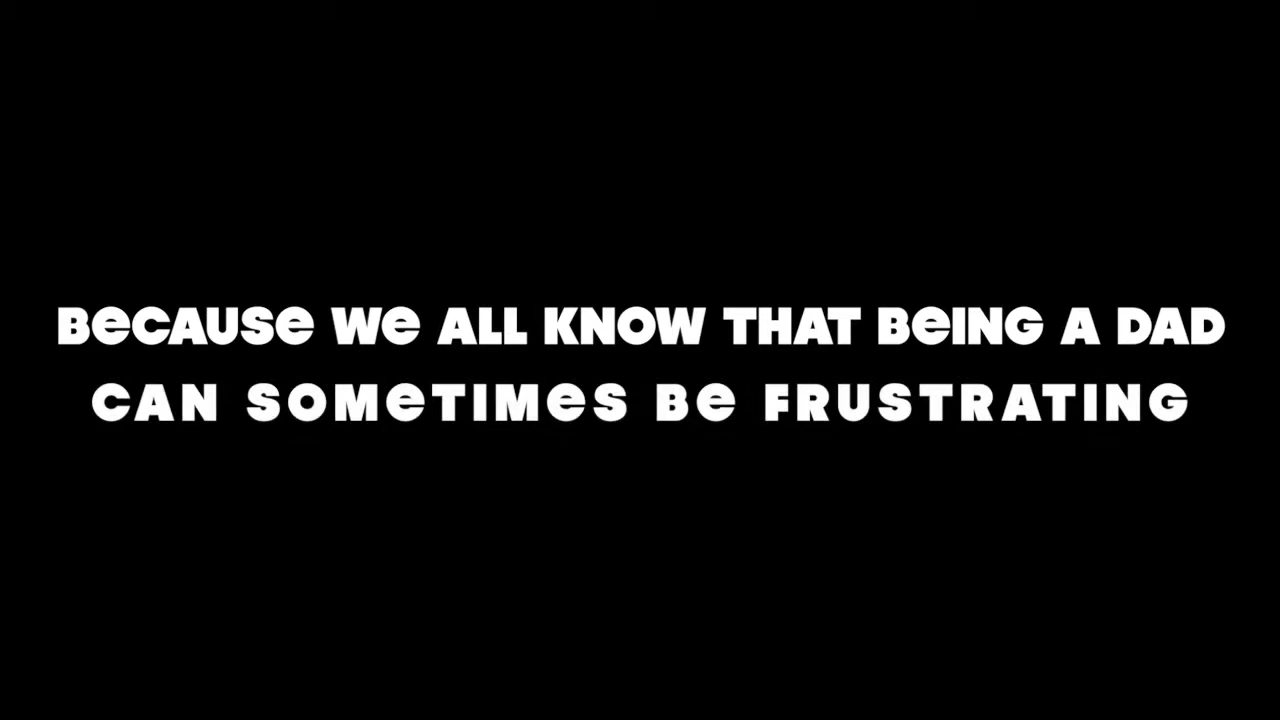 BeCAUSe We ALL KNOW THAT BeING A DAD
CAN SOMeTIMeS Be FRUSTRATING